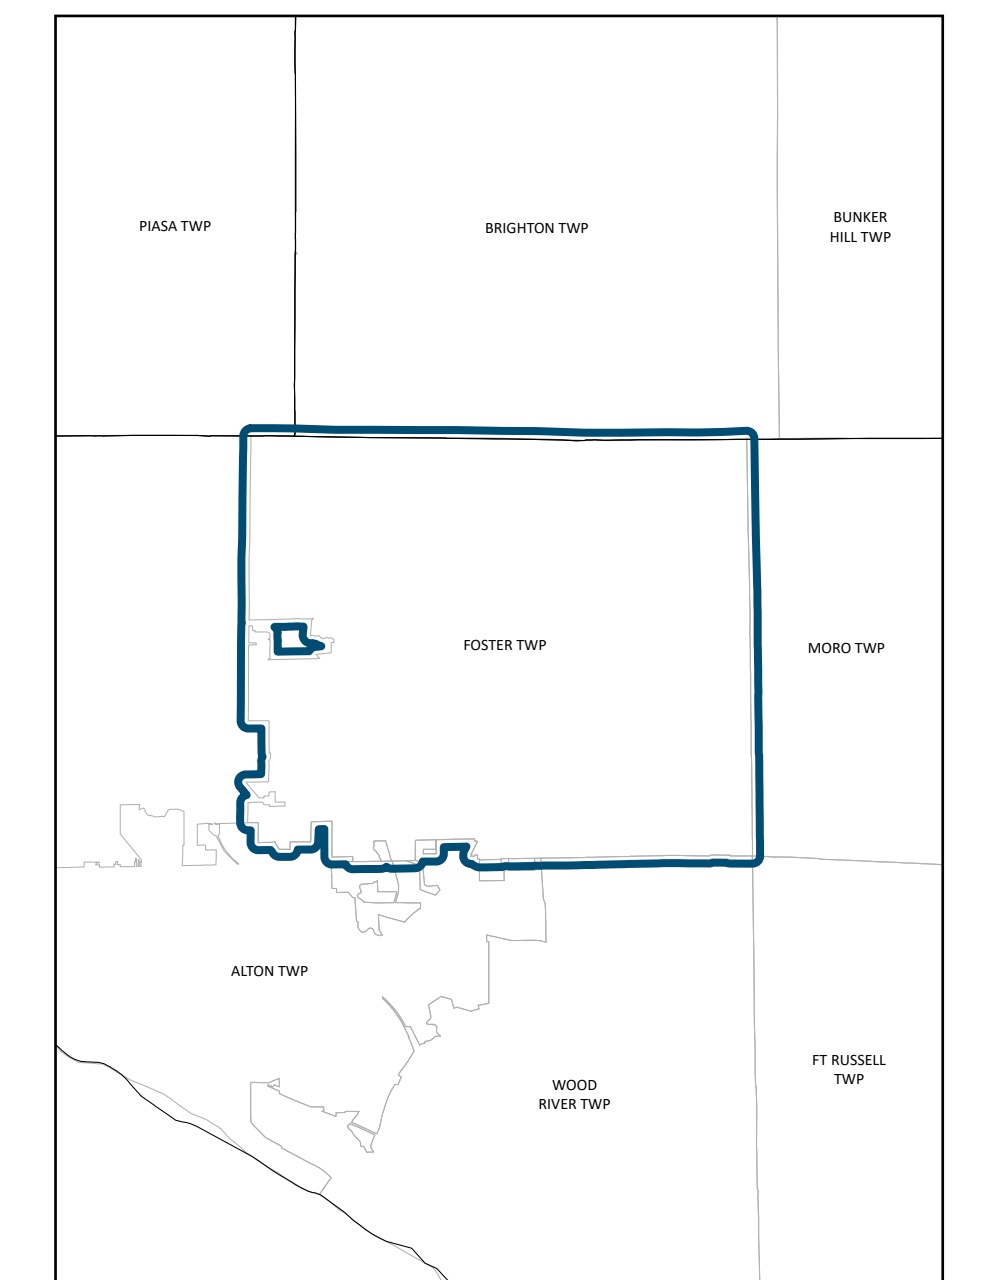 PIASA TWP
BRIGHTON TWP
BUNKER
HILL TWP
FOSTER TWP
MORO TWP
ALTON TWP
WOOD
RIVER TWP
FT RUSSELL
TWP